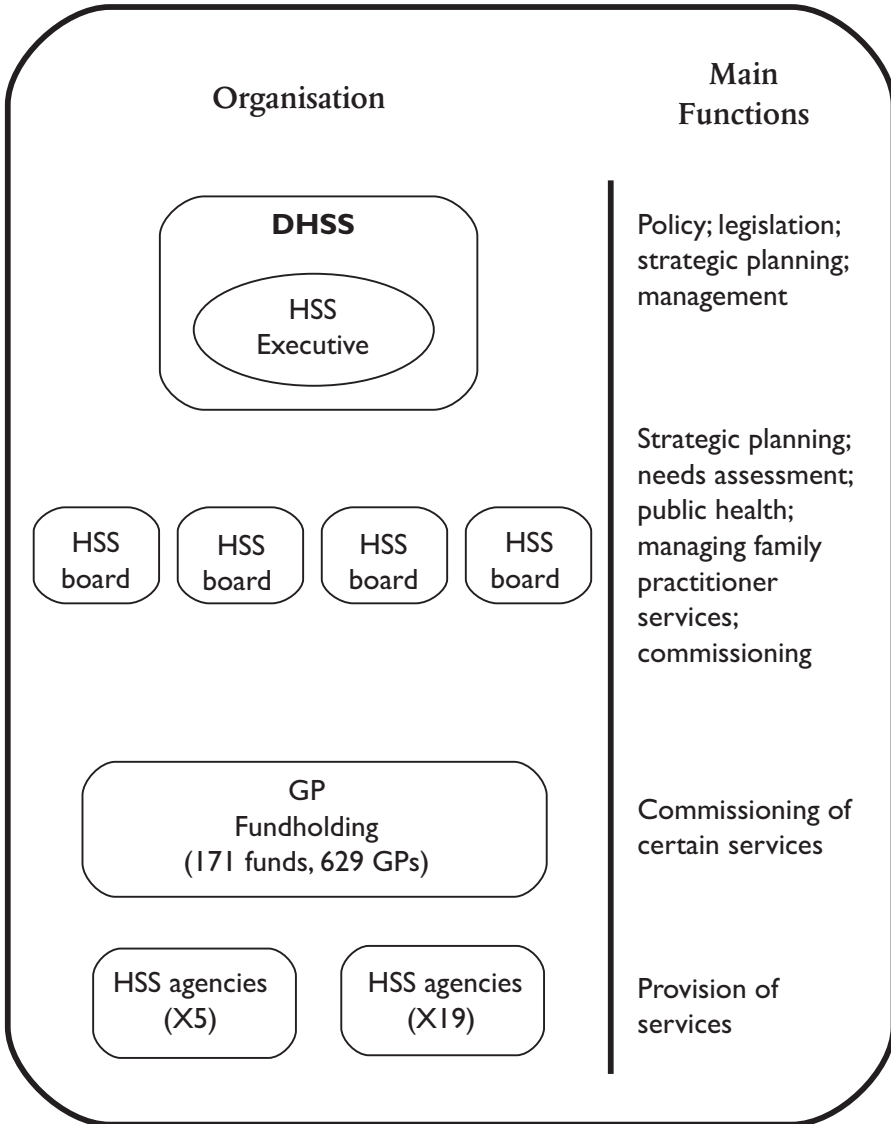 Organisation
Main
Functions
DHSS
HSS
Executive
Policy; legislation;
strategic planning;
management
HSS
board
HSS
board
HSS
board
HSS
board
Strategic planning;
needs assessment;
public health;
managing family
practitioner
services;
commissioning
GP
Fundholding
(171 funds, 629 GPs)
Commissioning of
certain services
HSS agencies
(X5)
HSS agencies
(X19)
Provision of
services